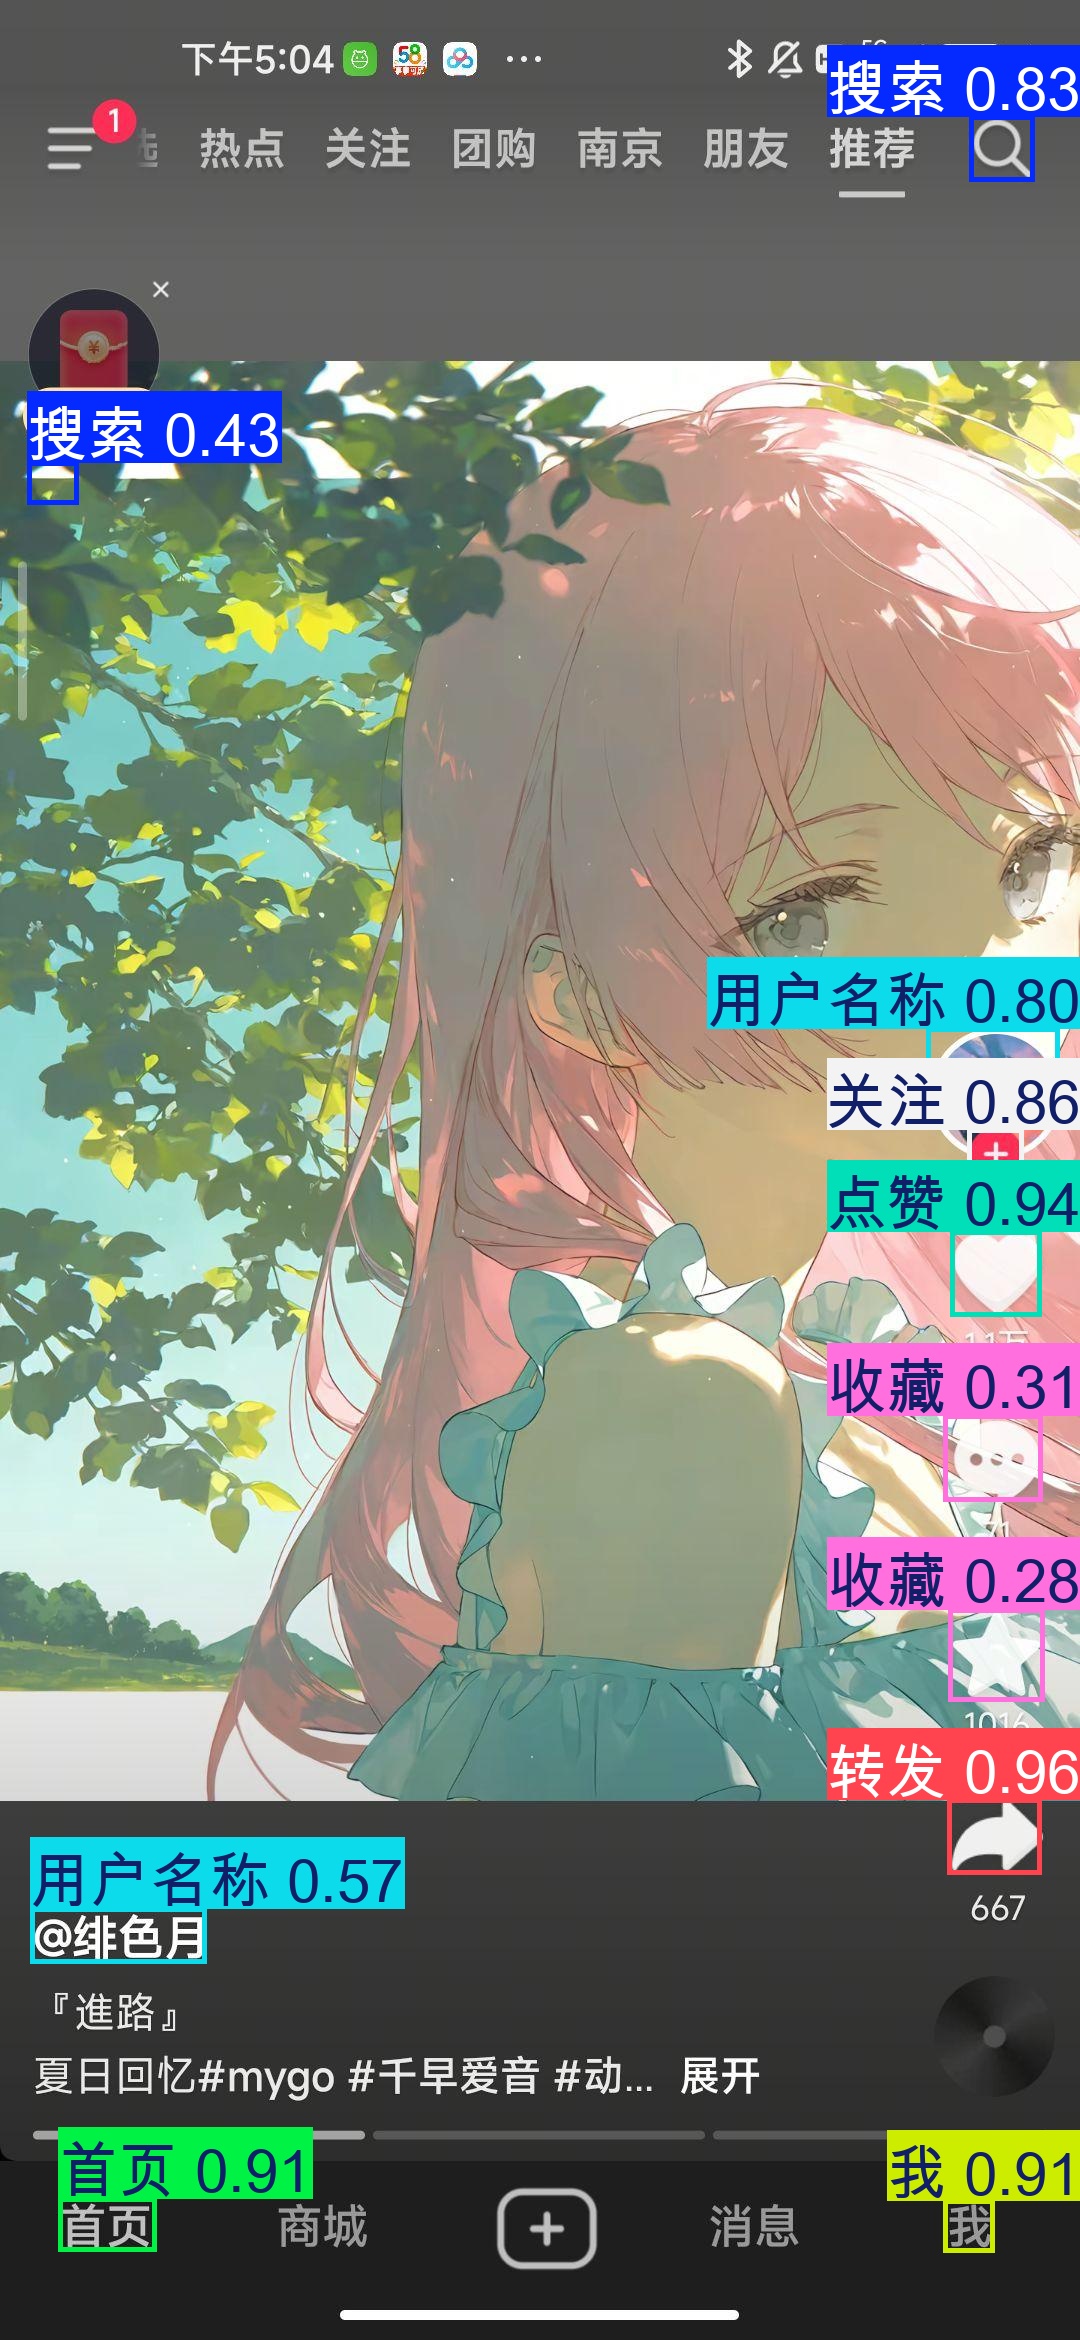 下午5:04 58 ...
搜索 0.83
1
热点 关注 团购 南京 朋友 推荐
搜索 0.43
用户名称 0.80
关注 0.86
点赞 0.94
收藏 0.31
收藏 0.28
1016
转发 0.96
667
用户名称 0.57
@绯色月
『進路』
夏日回忆#mygo #千早爱音 #动... 展开
首页 0.91
我 0.91
首页 商城 消息 我